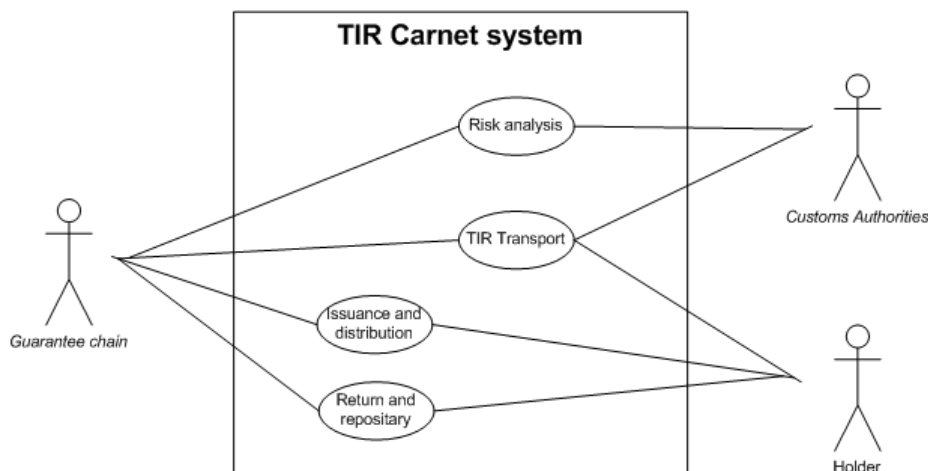 TIR Carnet system
Risk analysis
TIR Transport
Customs Authorities
Issuance and
distribution
Guarantee chain
Return and
repositary
Holder